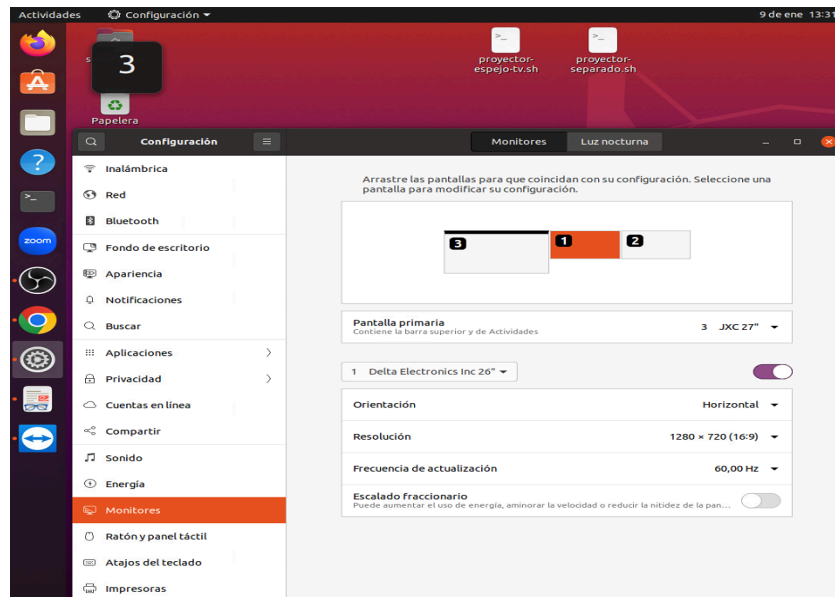 Actividades
Configuración
9 de ene 13:31
3
proyector-
espejo-tv.sh
proyector-
separado.sh
Papelera
zoom
Configuración
Monitores
Luz nocturna
Inalámbrica
Red
Bluetooth
Fondo de escritorio
Apariencia
Notificaciones
Buscar
Aplicaciones
Privacidad
Cuentas en línea
Compartir
Sonido
Energía
Monitores
Ratón y panel táctil
Atajos del teclado
Impresoras
Arrastre las pantallas para que coincidan con su configuración. Seleccione una
pantalla para modificar su configuración.
3
1
2
Pantalla primaria
Contiene la barra superior y de Actividades
3 JXC 27"
1 Delta Electronics Inc 26"
Orientación
Horizontal
Resolución
1280 × 720 (16:9)
Frecuencia de actualización
60,00 Hz
Escalado fraccionario
Puede aumentar el uso de energía, aminorar la velocidad o reducir la nitidez de la pan...